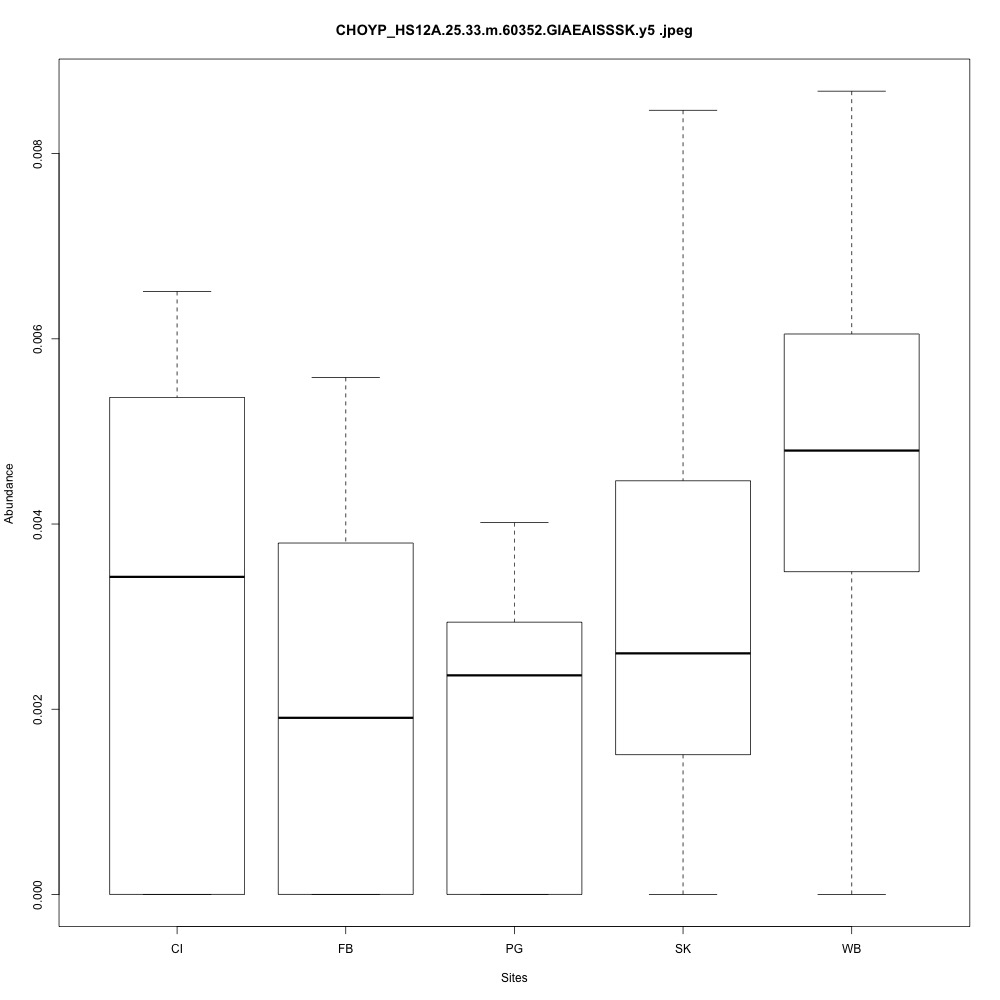 CHOYP_HS12A.25.33.m.60352.GIAEAISSSK.y5 .jpeg
0.008
0.006
0.004
0.002
0.000
Abundance
CI FB PG SK WB
Sites